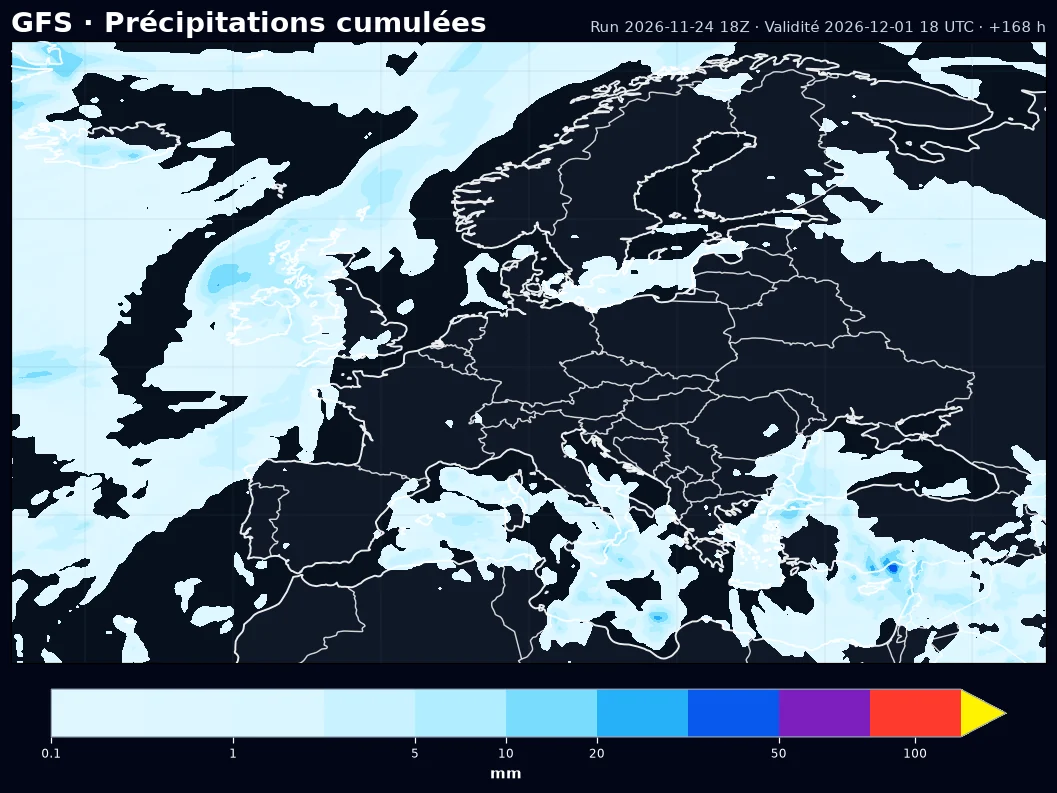 GFS · Précipitations cumulées
Run 2026-11-24 18Z · Validité 2026-12-01 18 UTC · +168 h
0.1 1 5 10 20 50 100
mm